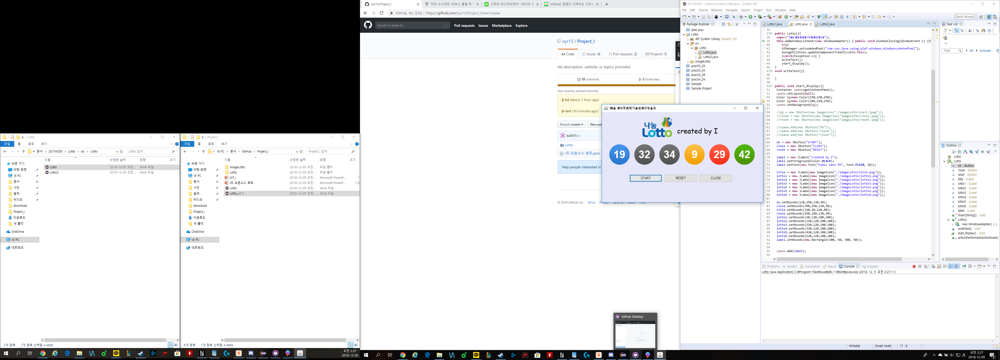 Lotto
파일 홈 공유 보기
« 문서 › 20154350 › Lotto › src › Lotto
Lotto 검색
이름 수정한 날짜 유형 크기
바로 가기
바탕 화면
내 PC
문서
사진
음악
비디오
download
Project_I
다운로드
새 폴더
OneDrive
내 PC
네트워크
Lotto 2018-12-05 오전... JAVA 파일
Lotto2 2018-12-05 오전... JAVA 파일
2개 항목 1개 항목 선택함 4.48KB
Project_I
파일 홈 공유 보기
› 내 PC › 문서 › GitHub › Project_I
Project_I 검색
이름 수정한 날짜 유형 크기
바로 가기
바탕 화면
내 PC
문서
사진
음악
비디오
download
Project_I
다운로드
새 폴더
OneDrive
내 PC
네트워크
imageLotto 2018-12-05 오전... 파일 폴더
Lotto 2018-12-05 오전... 파일 폴더
GIT_I 2018-12-05 오전... Microsoft PowerP...
I조 오픈소스 로또 2018-12-05 오전... Microsoft PowerP...
Lotto 2018-12-05 오전... JAVA 파일
Lotto_v1.1 2018-12-05 오전... JAVA 파일
6개 항목 1개 항목 선택함 4.48KB
오전 2:27
2018-12-05
oyr15/Project_I
자바 소스코드: 마우스 올릴 때
깃허브 마스터브랜치 : 네이버
[Github] 컴맹도 이해하는 깃허브
GitHub, Inc. [US] | https://github.com/oyr15/Project_I/tree/master
Search or jump to... /
Pull requests Issues Marketplace Explore
oyr15 / Project_I
Code Issues 4 Pull requests 2 Projects 1
No description, website, or topics provided.
18 commits 5 branches
Your recently pushed branches:
kd (about 1 hour ago)
test (16 minutes ago)
Branch: master New pul
kd2675 d
Lotto
I조 오픈소스 로또.pptx
Help people interested in
© 2018 GitHub, Inc. Terms Privacy Security Status Help
GitHub Desktop
나눔
Lotto created by I
19 32 34 9 29 42
START RESET CLOSE
20154350 - Lotto/src/Lotto/Lotto.java - Eclipse IDE
File Edit Source Refactor Navigate Search Project Run Window Help
Quick Access
Package Explorer
date prac
Lotto
JRE System Library [JavaSE-10]
src
Lotto
Lotto.java
Lotto2.java
imageLotto
prac03_02
prac03_04
prac03_08
prac04_04
Sample
Sample Project
Lotto1.java Lotto.java Lotto2.java
36
37 public Lotto(){
38
39 this.addWindowListener(new WindowAdapter() { public void windowClosing(WindowEvent e) {Sy
40 try{
41 UIManager.setLookAndFeel("com.sun.java.swing.plaf.windows.WindowsLookAndFeel");
42 SwingUtilities.updateComponentTreeUI(Lotto.this);
43 }catch(Exception e){ }
44 writeTest();
45 start_display();
46 }
47 void writeTest(){
48
49 }
50
51 public void start_display(){
52 Container cpane=getContentPane();
53 cpane.setLayout(null);
54 Color bg=new Color(230,230,250);
55 Color kg=new Color(188,210,238);
56 cpane.setBackground(bg);
57
58 //ok = new JButton(new ImageIcon("./imageLotto/start.jpeg"));
59 //close = new JButton(new ImageIcon("imageLotto/close.jpeg"));
60 //reset = new JButton(new ImageIcon("imageLotto/reset.jpeg"));
61
62 //cpane.add(new JButton("OK"));
63 //cpane.add(new JButton("close"));
64 //cpane.add(new JButton("reset"));
65
66 ok = new JButton("START");
67 close = new JButton("CLOSE");
68 reset = new JButton("RESET");
69
70 label = new JLabel("created by I");
71 label.setForeground(Color.BLACK);
72 label.setFont(new Font("Comic Sans MS", Font.PLAIN, 28));
73
74 title = new JLabel(new ImageIcon("./imageLotto/title.png"));
75 lotto1 = new JLabel(new ImageIcon("./imageLotto/lotto1.png"));
76 lotto2 = new JLabel(new ImageIcon("./imageLotto/lotto2.png"));
77 lotto3 = new JLabel(new ImageIcon("./imageLotto/lotto3.png"));
78 lotto4 = new JLabel(new ImageIcon("./imageLotto/lotto4.png"));
79 lotto5 = new JLabel(new ImageIcon("./imageLotto/lotto2.png"));
80 lotto6 = new JLabel(new ImageIcon("./imageLotto/lotto4.png"));
81
82 ok.setBounds(110,250,130,30);
83 close.setBounds(390,250,130,30);
84 title.setBounds(160,20,120,80);
85 reset.setBounds(250,250,130,30);
86 lotto1.setBounds(20,120,100,100);
87 lotto2.setBounds(120,120,100,100);
88 lotto3.setBounds(220,120,100,100);
89 lotto4.setBounds(320,120,100,100);
90 lotto5.setBounds(420,120,100,100);
91 lotto6.setBounds(520,120,100,100);
92 label.setBounds(new Rectangle(300, 50, 300, 50));
93
94
95 cpane.add(label);
96
Task List
Find All Activate...
Outline
Lotto
Lotto
ok : JButton
close : JButton
reset : JButton
title : JLabel
lotto1 : JLabel
lotto2 : JLabel
lotto3 : JLabel
lotto4 : JLabel
lotto5 : JLabel
lotto6 : JLabel
label : JLabel
main(String[]) : void
Lotto()
new WindowAdapter() {...}
writeTest() : void
start_display() : void
actionPerformed(ActionEvent)
Problems Javadoc Declaration Search Console Progress
Lotto [Java Application] C:₩Program Files₩Java₩jdk-11₩bin₩javaw.exe (2018. 12. 5. 오전 2:27:11)
Writable Smart Insert 17 : 6
A 오전 2:27
2018-12-05